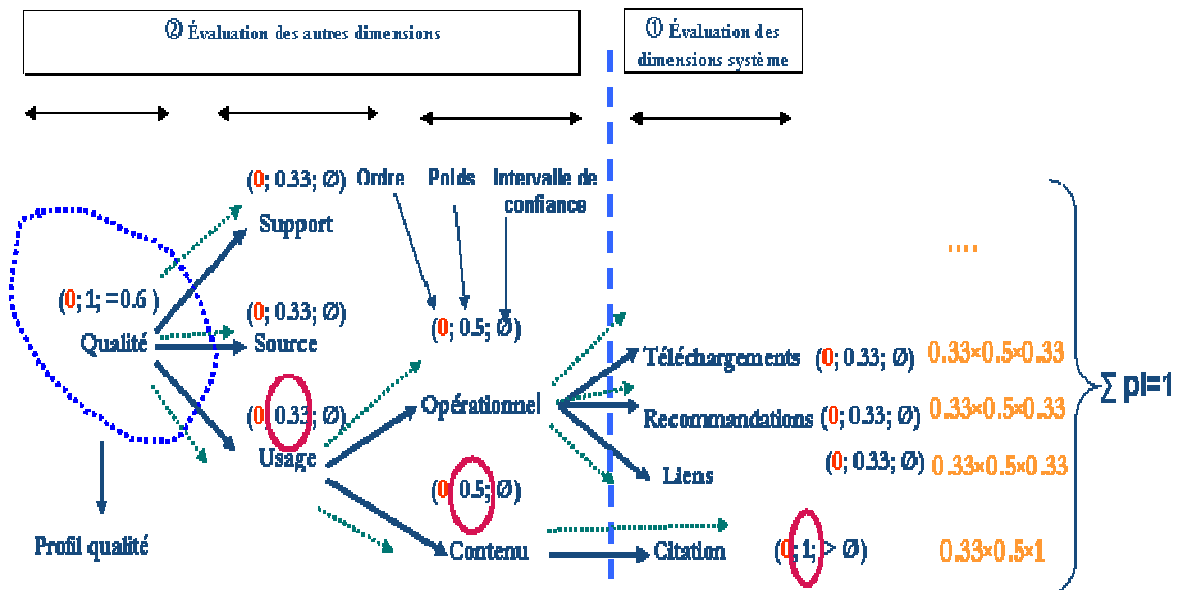 ② Évaluation des autres dimensions
① Évaluation des
dimensions système
(0; 0.33; Ø)
Ordre
Poids
Intervalle de
confiance
Support
....
(0; 1; =0.6 )
(0; 0.33; Ø)
(0; 0.5; Ø)
Qualité
Source
Téléchargements (0; 0.33; Ø) 0.33×0.5×0.33
∑ pi=1
(0; 0.33; Ø)
Opérationnel
Recommandations (0; 0.33; Ø) 0.33×0.5×0.33
Usage
(0; 0.33; Ø) 0.33×0.5×0.33
Liens
(0; 0.5; Ø)
Profil qualité
Contenu
Citation
(0; 1; > Ø)
0.33×0.5×1